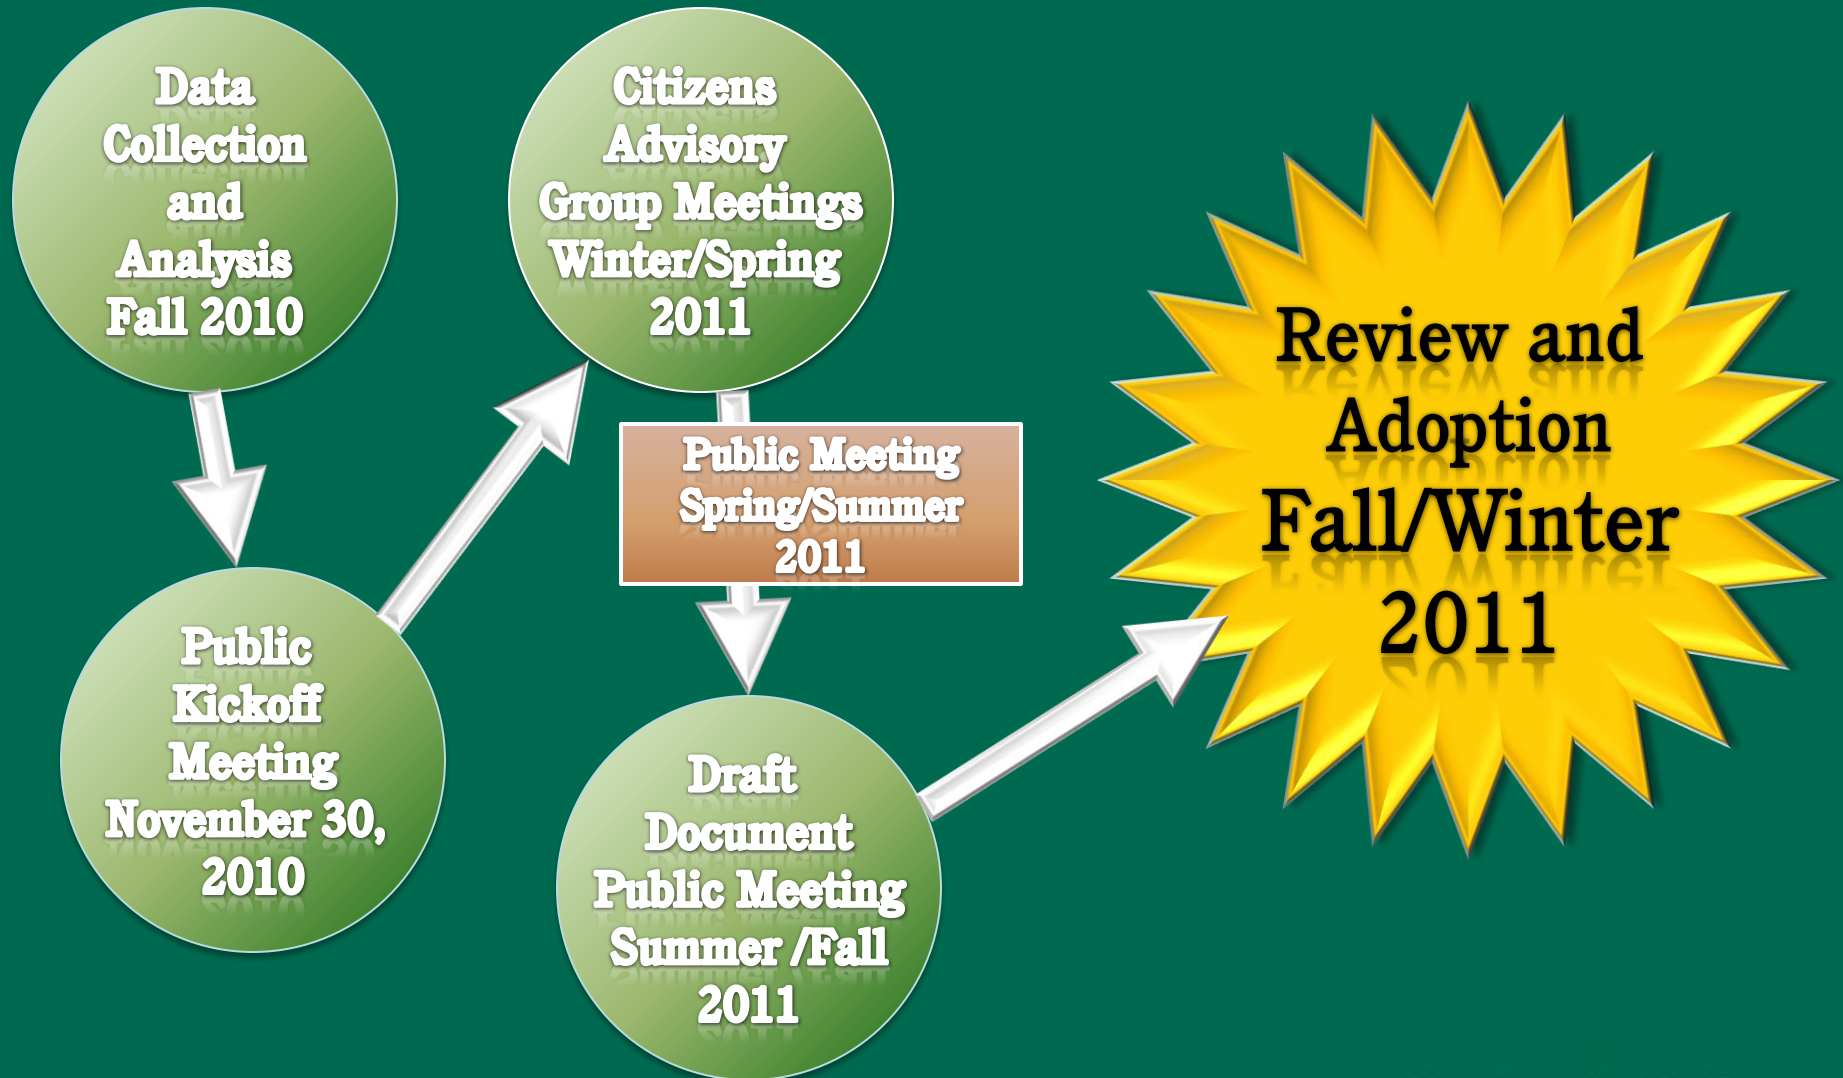 Data
Collection
and
Analysis
Fall 2010
Public
Kickoff
Meeting
November 30,
2010
Citizens
Advisory
Group Meetings
Winter/Spring
2011
Public Meeting
Spring/Summer
2011
Draft
Document
Public Meeting
Summer /Fall
2011
Review and
Adoption
Fall/Winter
2011